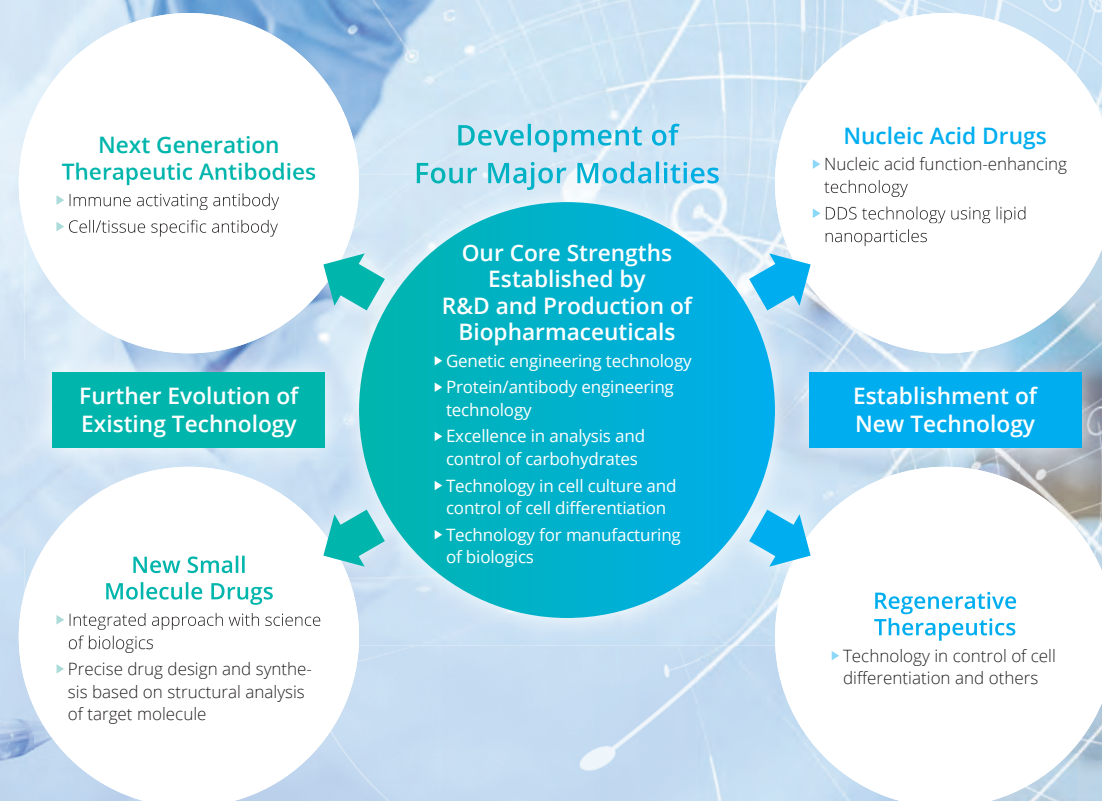 Development of
Four Major Modalities
Next Generation
Therapeutic Antibodies
Immune activating antibody
Cell/tissue specific antibody
Nucleic Acid Drugs
Nucleic acid function-enhancing
technology
DDS technology using lipid
nanoparticles
Our Core Strengths
Established by
R&D and Production of
Biopharmaceuticals
Genetic engineering technology
Protein/antibody engineering
technology
Excellence in analysis and
control of carbohydrates
Technology in cell culture and
control of cell differentiation
Technology for manufacturing
of biologics
Further Evolution of
Existing Technology
Establishment of
New Technology
New Small
Molecule Drugs
Integrated approach with science
of biologics
Precise drug design and synthe-
sis based on structural analysis
of target molecule
Regenerative
Therapeutics
Technology in control of cell
differentiation and others